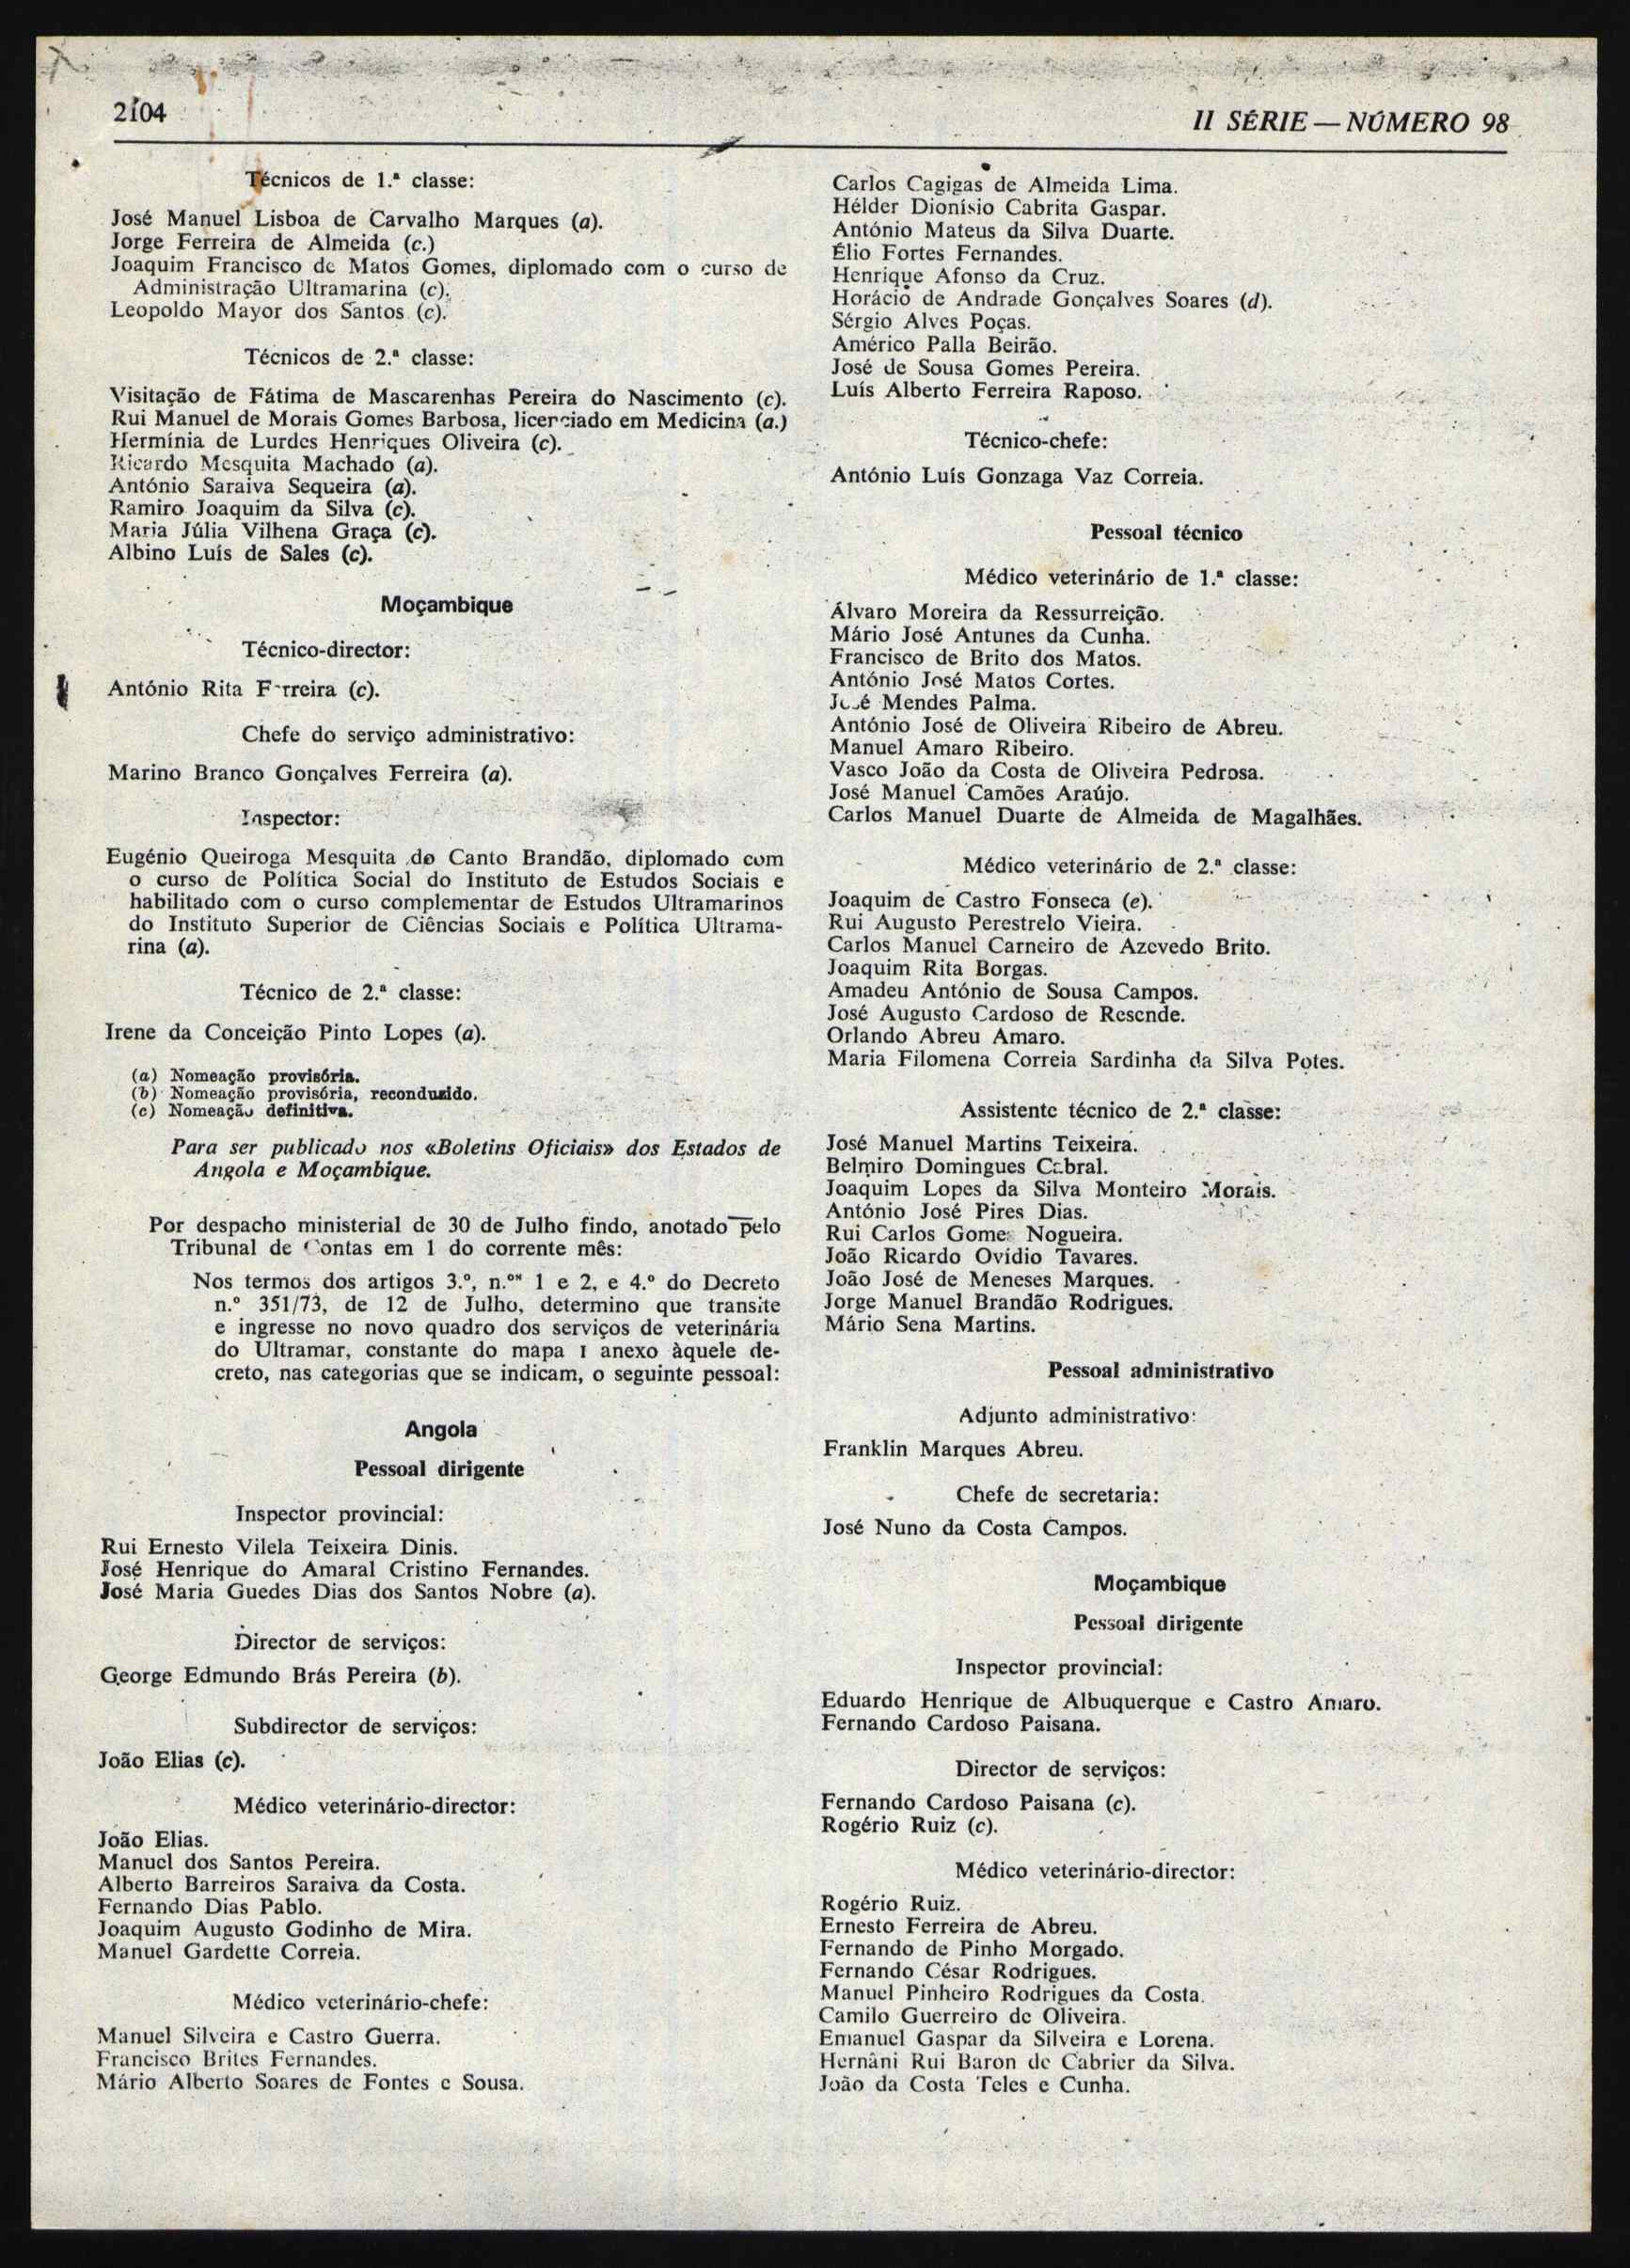 2104
II SÉRIE — NÚMERO 98
Técnicos de 1.ª classe:
José Manuel Lisboa de Carvalho Marques (a).
Jorge Ferreira de Almeida (c.)
Joaquim Francisco de Matos Gomes, diplomado com o curso de
Administração Ultramarina (c).
Leopoldo Mayor dos Santos (c).
Técnicos de 2.ª classe:
Visitação de Fátima de Mascarenhas Pereira do Nascimento (c).
Rui Manuel de Morais Gomes Barbosa, licenciado em Medicina (a.)
Hermínia de Lurdes Henriques Oliveira (c).
Ricardo Mesquita Machado (a).
António Saraiva Sequeira (a).
Ramiro Joaquim da Silva (c).
Maria Júlia Vilhena Graça (c).
Albino Luís de Sales (c).
Moçambique
Técnico-director:
António Rita Ferreira (c).
Chefe do serviço administrativo:
Marino Branco Gonçalves Ferreira (a).
Inspector:
Eugénio Queiroga Mesquita do Canto Brandão, diplomado com
o curso de Política Social do Instituto de Estudos Sociais e
habilitado com o curso complementar de Estudos Ultramarinos
do Instituto Superior de Ciências Sociais e Política Ultrama-
rina (a).
Técnico de 2.ª classe:
Irene da Conceição Pinto Lopes (a).
(a) Nomeação provisória.
(b) Nomeação provisória, reconduzido.
(c) Nomeação definitiva.
Para ser publicado nos «Boletins Oficiais» dos Estados de
Angola e Moçambique.
Por despacho ministerial de 30 de Julho findo, anotado pelo
Tribunal de Contas em 1 do corrente mês:
Nos termos dos artigos 3.º, n.os 1 e 2, e 4.º do Decreto
n.º 351/73, de 12 de Julho, determino que transite
e ingresse no novo quadro dos serviços de veterinária
do Ultramar, constante do mapa I anexo àquele de-
creto, nas categorias que se indicam, o seguinte pessoal:
Angola
Pessoal dirigente
Inspector provincial:
Rui Ernesto Vilela Teixeira Dinis.
José Henrique do Amaral Cristino Fernandes.
José Maria Guedes Dias dos Santos Nobre (a).
Director de serviços:
George Edmundo Brás Pereira (b).
Subdirector de serviços:
João Elias (c).
Médico veterinário-director:
João Elias.
Manuel dos Santos Pereira.
Alberto Barreiros Saraiva da Costa.
Fernando Dias Pablo.
Joaquim Augusto Godinho de Mira.
Manuel Gardette Correia.
Médico veterinário-chefe:
Manuel Silveira e Castro Guerra.
Francisco Brites Fernandes.
Mário Alberto Soares de Fontes e Sousa.
Carlos Cagigas de Almeida Lima.
Hélder Dionísio Cabrita Gaspar.
António Mateus da Silva Duarte.
Élio Fortes Fernandes.
Henrique Afonso da Cruz.
Horácio de Andrade Gonçalves Soares (d).
Sérgio Alves Poças.
Américo Palla Beirão.
José de Sousa Gomes Pereira.
Luís Alberto Ferreira Raposo.
Técnico-chefe:
António Luís Gonzaga Vaz Correia.
Pessoal técnico
Médico veterinário de 1.ª classe:
Álvaro Moreira da Ressurreição.
Mário José Antunes da Cunha.
Francisco de Brito dos Matos.
António José Matos Cortes.
José Mendes Palma.
António José de Oliveira Ribeiro de Abreu.
Manuel Amaro Ribeiro.
Vasco João da Costa de Oliveira Pedrosa.
José Manuel Camões Araújo.
Carlos Manuel Duarte de Almeida de Magalhães.
Médico veterinário de 2.ª classe:
Joaquim de Castro Fonseca (e).
Rui Augusto Perestrelo Vieira.
Carlos Manuel Carneiro de Azevedo Brito.
Joaquim Rita Borgas.
Amadeu António de Sousa Campos.
José Augusto Cardoso de Resende.
Orlando Abreu Amaro.
Maria Filomena Correia Sardinha da Silva Potes.
Assistente técnico de 2.ª classe:
José Manuel Martins Teixeira.
Belmiro Domingues Cabral.
Joaquim Lopes da Silva Monteiro Morais.
António José Pires Dias.
Rui Carlos Gomes Nogueira.
João Ricardo Ovídio Tavares.
João José de Meneses Marques.
Jorge Manuel Brandão Rodrigues.
Mário Sena Martins.
Pessoal administrativo
Adjunto administrativo:
Franklin Marques Abreu.
Chefe de secretaria:
José Nuno da Costa Campos.
Moçambique
Pessoal dirigente
Inspector provincial:
Eduardo Henrique de Albuquerque e Castro Amaro.
Fernando Cardoso Paisana.
Director de serviços:
Fernando Cardoso Paisana (c).
Rogério Ruiz (c).
Médico veterinário-director:
Rogério Ruiz.
Ernesto Ferreira de Abreu.
Fernando de Pinho Morgado.
Fernando César Rodrigues.
Manuel Pinheiro Rodrigues da Costa.
Camilo Guerreiro de Oliveira.
Emanuel Gaspar da Silveira e Lorena.
Hernâni Rui Baron de Cabrier da Silva.
João da Costa Teles e Cunha.